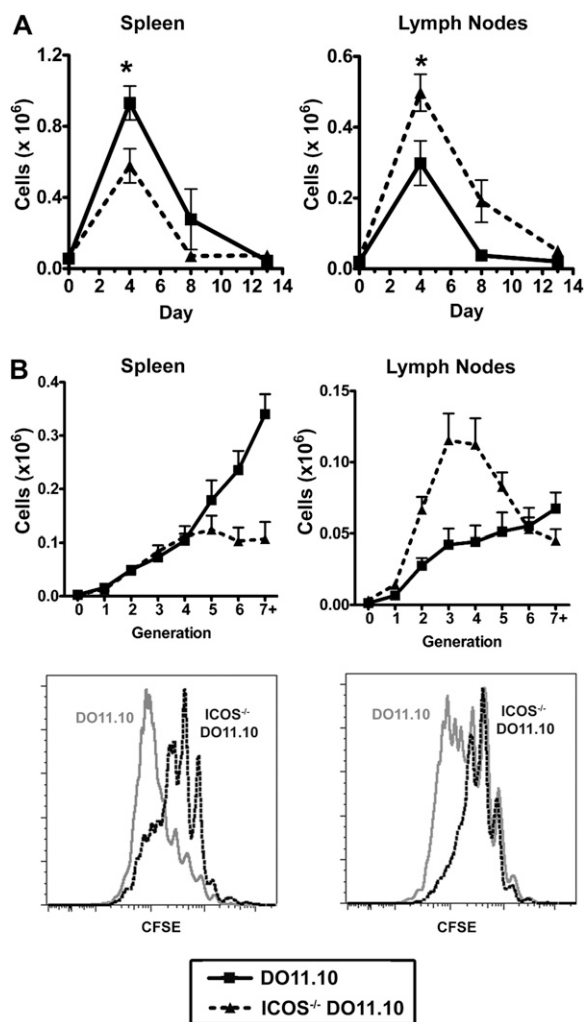 A
Spleen
Lymph Nodes
Cells (x 10⁶)
1.2
0.8
0.4
0.0
*
0 2 4 6 8 10 12 14
Day
Cells (x 10⁶)
0.6
0.4
0.2
0.0
*
0 2 4 6 8 10 12 14
Day
B
Spleen
Lymph Nodes
Cells (x10⁶)
0.4
0.3
0.2
0.1
0.0
0 1 2 3 4 5 6 7+
Generation
Cells (x10⁶)
0.15
0.10
0.05
0.00
0 1 2 3 4 5 6 7+
Generation
DO11.10
ICOS⁻/⁻
DO11.10
CFSE
DO11.10
ICOS⁻/⁻
DO11.10
CFSE
DO11.10
ICOS⁻/⁻ DO11.10